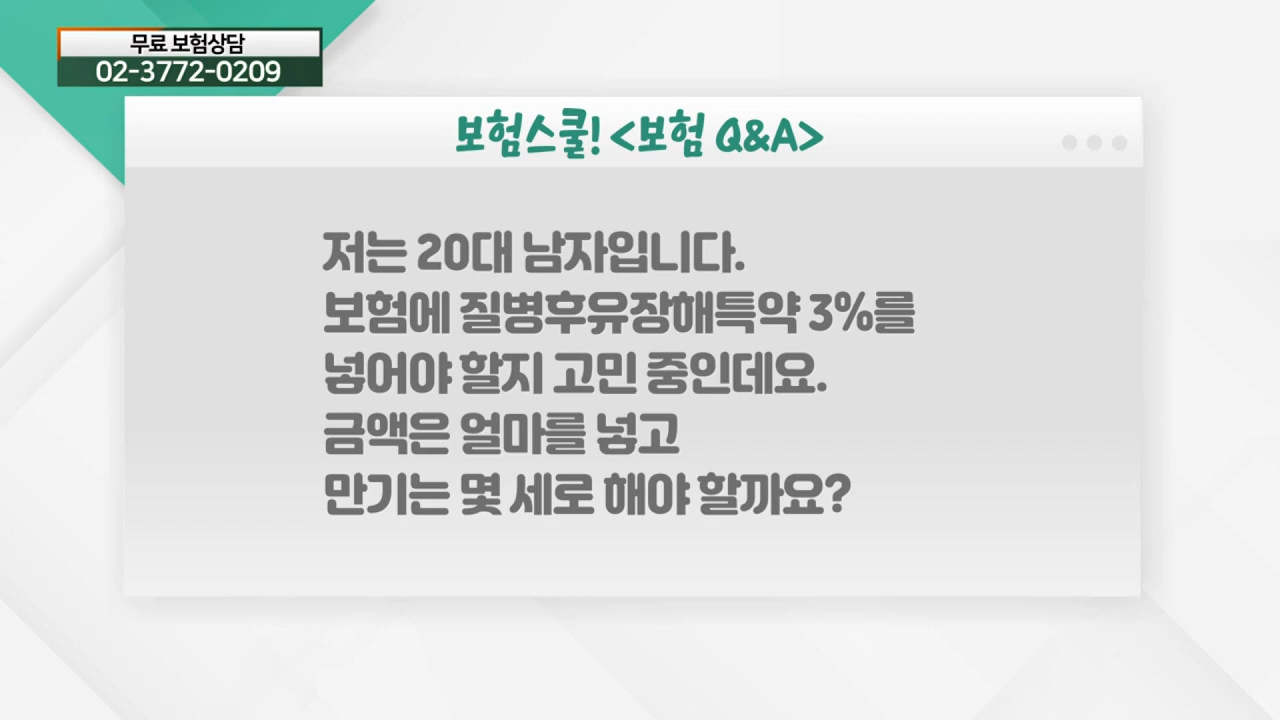 무료 보험상담
02-3772-0209
보험스쿨! <보험 Q&A>
저는 20대 남자입니다.
보험에 질병후유장해특약 3%를
넣어야 할지 고민 중인데요.
금액은 얼마를 넣고
만기는 몇 세로 해야 할까요?